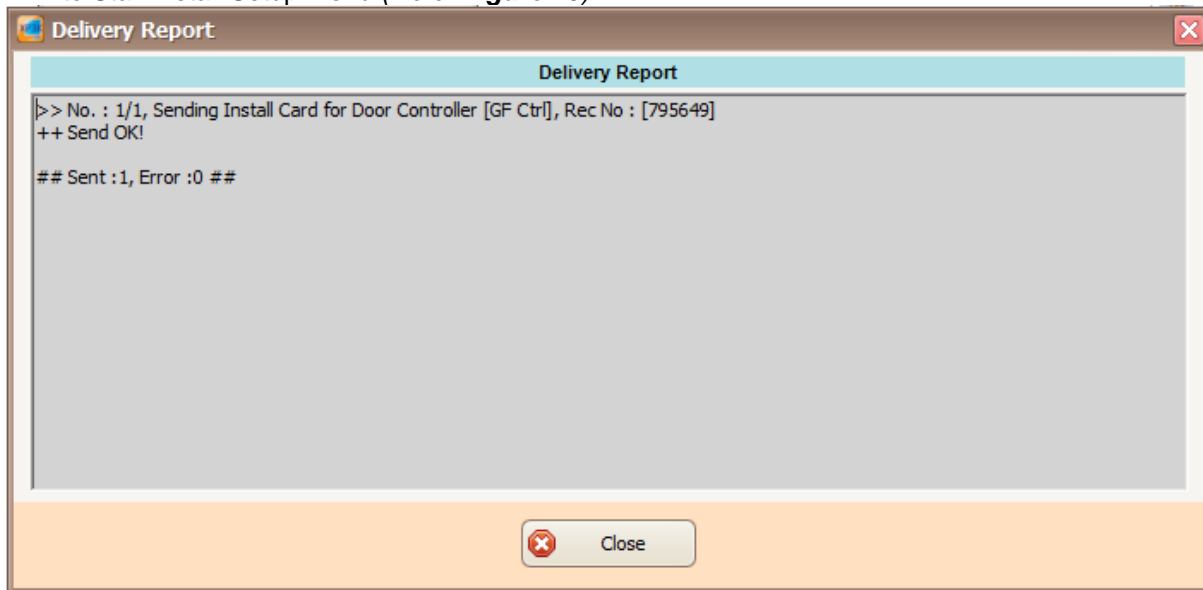 Delivery Report
Delivery Report
>> No. : 1/1, Sending Install Card for Door Controller [GF Ctrl], Rec No : [795649]
++ Send OK!
## Sent :1, Error :0 ##
Close